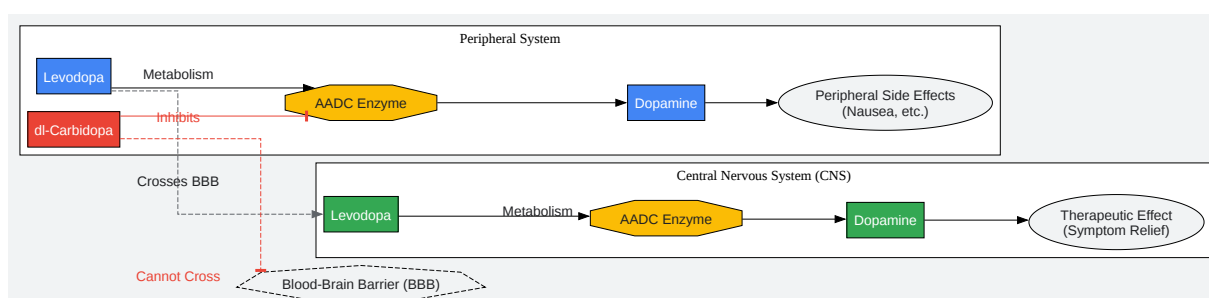 Peripheral System
Levodopa
Metabolism
AADC Enzyme
Dopamine
Peripheral Side Effects
(Nausea, etc.)
dl-Carbidopa
Inhibits
Crosses BBB
Central Nervous System (CNS)
Levodopa
Metabolism
AADC Enzyme
Dopamine
Therapeutic Effect
(Symptom Relief)
Cannot Cross
Blood-Brain Barrier (BBB)